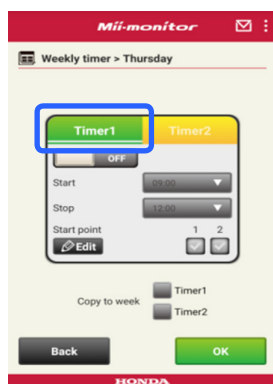 Mii-monitor
Weekly timer > Thursday
Timer1 Timer2
OFF
Start 09:00
Stop 12:00
Start point 1 2
Edit
Copy to week
Timer1
Timer2
Back OK
HONDA